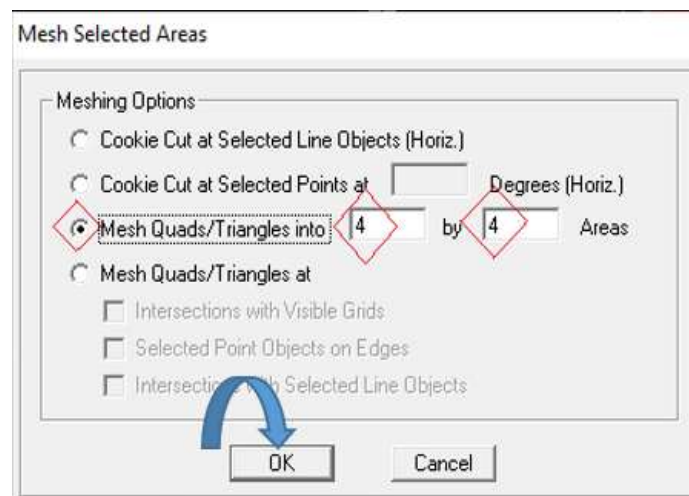 Mesh Selected Areas
Meshing Options
Cookie Cut at Selected Line Objects (Horiz.)
Cookie Cut at Selected Points at Degrees (Horiz.)
Mesh Quads/Triangles into 4 by 4 Areas
Mesh Quads/Triangles at
Intersections with Visible Grids
Selected Point Objects on Edges
Intersections with Selected Line Objects
OK Cancel